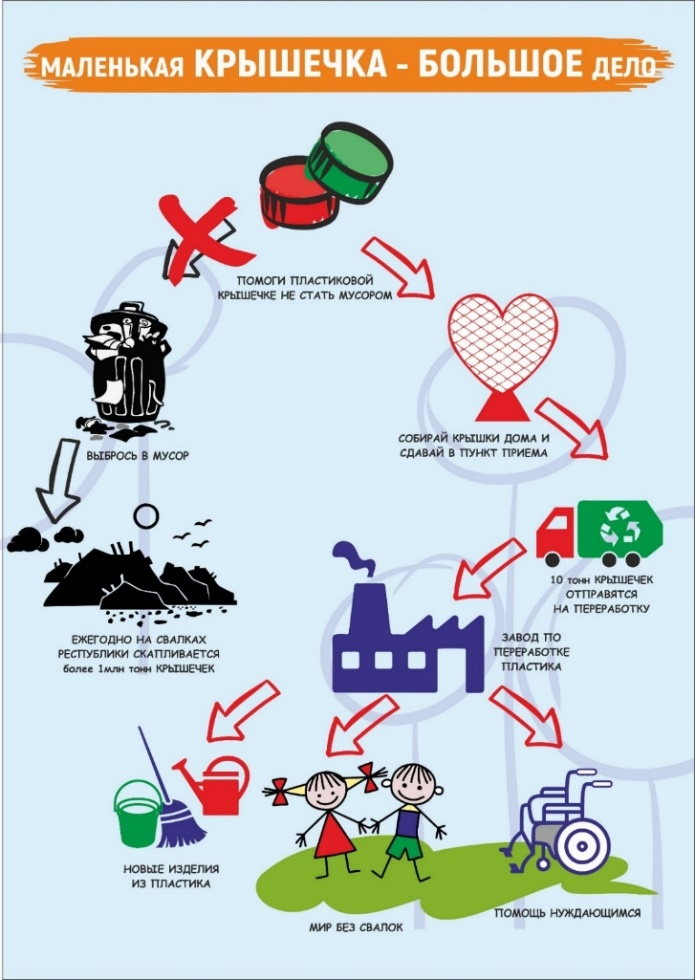 МАЛЕНЬКАЯ КРЫШЕЧКА - БОЛЬШОЕ ДЕЛО
ПОМОГИ ПЛАСТИКОВОЙ
КРЫШЕЧКЕ НЕ СТАТЬ МУСОРОМ
СОБИРАЙ КРЫШКИ ДОМА И
СДАВАЙ В ПУНКТ ПРИЕМА
ВЫБРОСЬ В МУСОР
10 тонн КРЫШЕЧЕК
ОТПРАВЯТСЯ
НА ПЕРЕРАБОТКУ
ЕЖЕГОДНО НА СВАЛКАХ
РЕСПУБЛИКИ СКАПЛИВАЕТСЯ
более 1млн тонн КРЫШЕЧЕК
ЗАВОД ПО
ПЕРЕРАБОТКЕ
ПЛАСТИКА
НОВЫЕ ИЗДЕЛИЯ
ИЗ ПЛАСТИКА
МИР БЕЗ СВАЛОК
ПОМОЩЬ НУЖДАЮЩИМСЯ